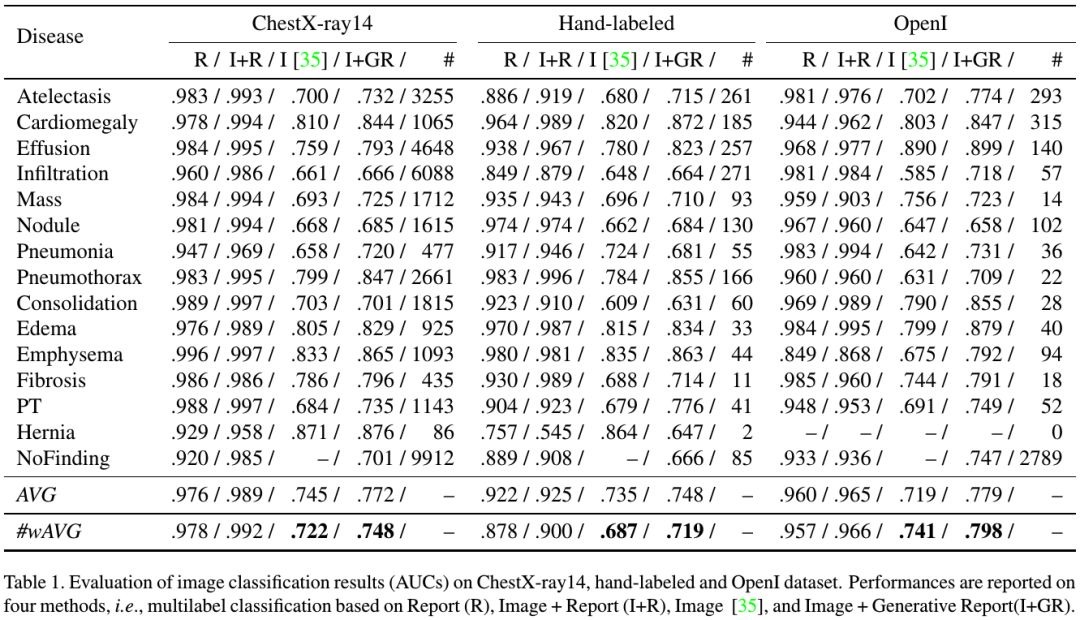 Disease ChestX-ray14 Hand-labeled OpenI
R / I+R / I [35] / I+GR / # R / I+R / I [35] / I+GR / # R / I+R / I [35] / I+GR / #
Atelectasis .983 / .993 / .700 / .732 / 3255 .886 / .919 / .680 / .715 / 261 .981 / .976 / .702 / .774 / 293
Cardiomegaly .978 / .994 / .810 / .844 / 1065 .964 / .989 / .820 / .872 / 185 .944 / .962 / .803 / .847 / 315
Effusion .984 / .995 / .759 / .793 / 4648 .938 / .967 / .780 / .823 / 257 .968 / .977 / .890 / .899 / 140
Infiltration .960 / .986 / .661 / .666 / 6088 .849 / .879 / .648 / .664 / 271 .981 / .984 / .585 / .718 / 57
Mass .984 / .994 / .693 / .725 / 1712 .935 / .943 / .696 / .710 / 93 .959 / .903 / .756 / .723 / 14
Nodule .981 / .994 / .668 / .685 / 1615 .974 / .974 / .662 / .684 / 130 .967 / .960 / .647 / .658 / 102
Pneumonia .947 / .969 / .658 / .720 / 477 .917 / .946 / .724 / .681 / 55 .983 / .994 / .642 / .731 / 36
Pneumothorax .983 / .995 / .799 / .847 / 2661 .983 / .996 / .784 / .855 / 166 .960 / .960 / .631 / .709 / 22
Consolidation .989 / .997 / .703 / .701 / 1815 .923 / .910 / .609 / .631 / 60 .969 / .989 / .790 / .855 / 28
Edema .976 / .989 / .805 / .829 / 925 .970 / .987 / .815 / .834 / 33 .984 / .995 / .799 / .879 / 40
Emphysema .996 / .997 / .833 / .865 / 1093 .980 / .981 / .835 / .863 / 44 .849 / .868 / .675 / .792 / 94
Fibrosis .986 / .986 / .786 / .796 / 435 .930 / .989 / .688 / .714 / 11 .985 / .960 / .744 / .791 / 18
PT .988 / .997 / .684 / .735 / 1143 .904 / .923 / .679 / .776 / 41 .948 / .953 / .691 / .749 / 52
Hernia .929 / .958 / .871 / .876 / 86 .757 / .545 / .864 / .647 / 2 – / – / – / – / 0
NoFinding .920 / .985 / – / .701 / 9912 .889 / .908 / – / .666 / 85 .933 / .936 / – / .747 / 2789
AVG .976 / .989 / .745 / .772 / – .922 / .925 / .735 / .748 / – .960 / .965 / .719 / .779 / –
#wAVG .978 / .992 / .722 / .748 / – .878 / .900 / .687 / .719 / – .957 / .966 / .741 / .798 / –
Table 1. Evaluation of image classification results (AUCs) on ChestX-ray14, hand-labeled and OpenI dataset. Performances are reported on
four methods, i.e., multilabel classification based on Report (R), Image + Report (I+R), Image [35], and Image + Generative Report(I+GR).